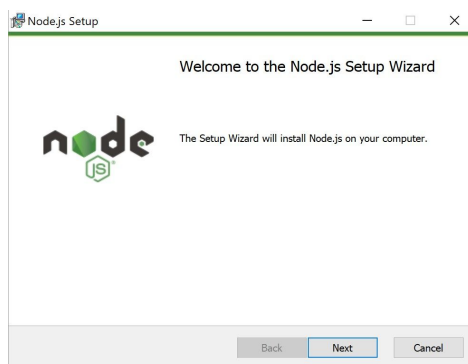 Node.js Setup
Welcome to the Node.js Setup Wizard
node
JS
The Setup Wizard will install Node.js on your computer.
Back
Next
Cancel